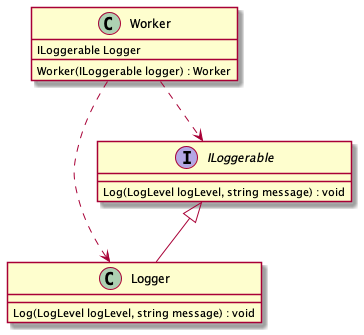 C Worker
ILoggerable Logger
Worker(ILoggerable logger) : Worker
I ILoggerable
Log(LogLevel logLevel, string message) : void
C Logger
Log(LogLevel logLevel, string message) : void